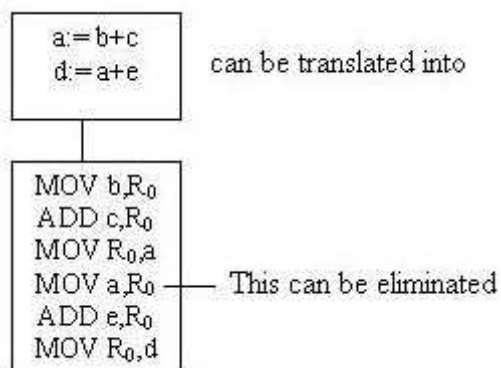 a:= b+c
d:= a+e
can be translated into
MOV b,R₀
ADD c,R₀
MOV R₀,a
MOV a,R₀
This can be eliminated
ADD e,R₀
MOV R₀,d